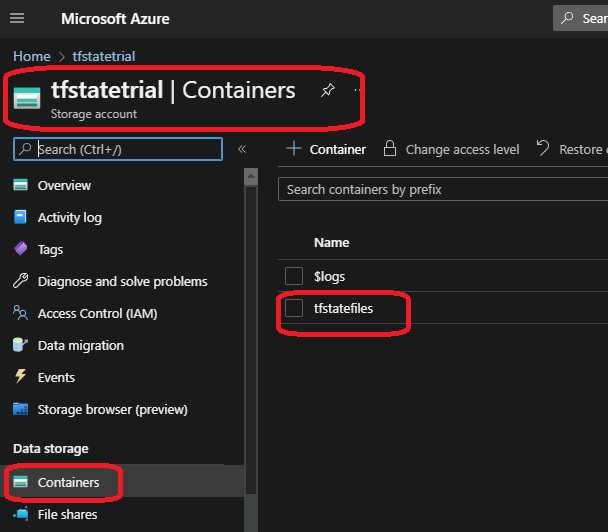 Microsoft Azure
Sear
Home > tfstatetrial
tfstatetrial | Containers
Storage account
Search (Ctrl+/)
«
+ Container
Change access level
Restore
Search containers by prefix
Overview
Activity log
Tags
Diagnose and solve problems
Access Control (IAM)
Data migration
Events
Storage browser (preview)
Data storage
Containers
File shares
Name
$logs
tfstatefiles